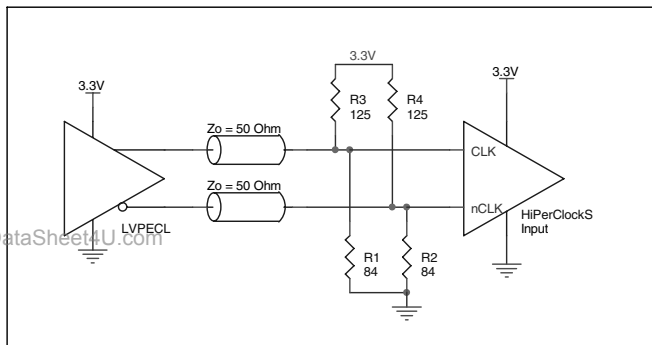 3.3V
3.3V
3.3V
R3
125
R4
125
Zo = 50 Ohm
CLK
Zo = 50 Ohm
nCLK
HiPerClockS
Input
LVPECL
DataSheet4U.com
R1
84
R2
84